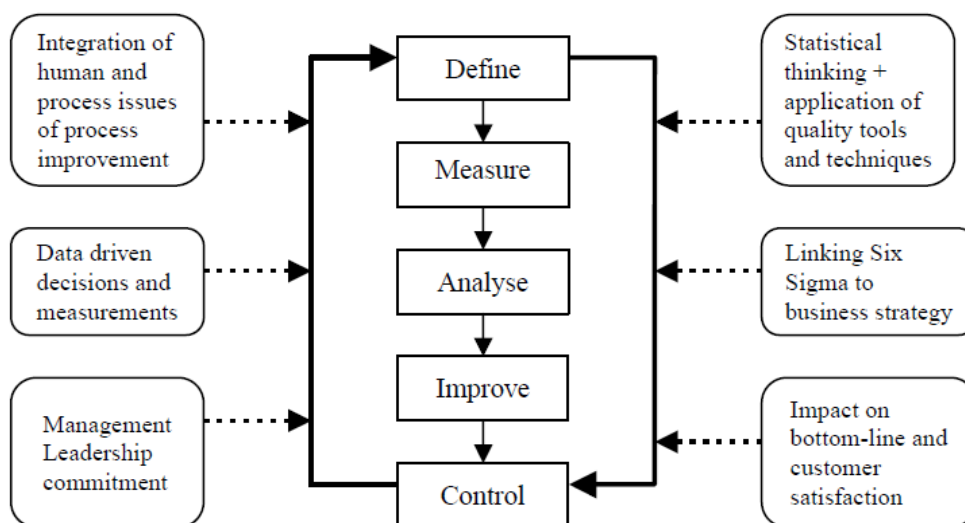 Integration of
human and
process issues
of process
improvement
Data driven
decisions and
measurements
Management
Leadership
commitment
Define
Measure
Analyse
Improve
Control
Statistical
thinking +
application of
quality tools
and techniques
Linking Six
Sigma to
business strategy
Impact on
bottom-line and
customer
satisfaction